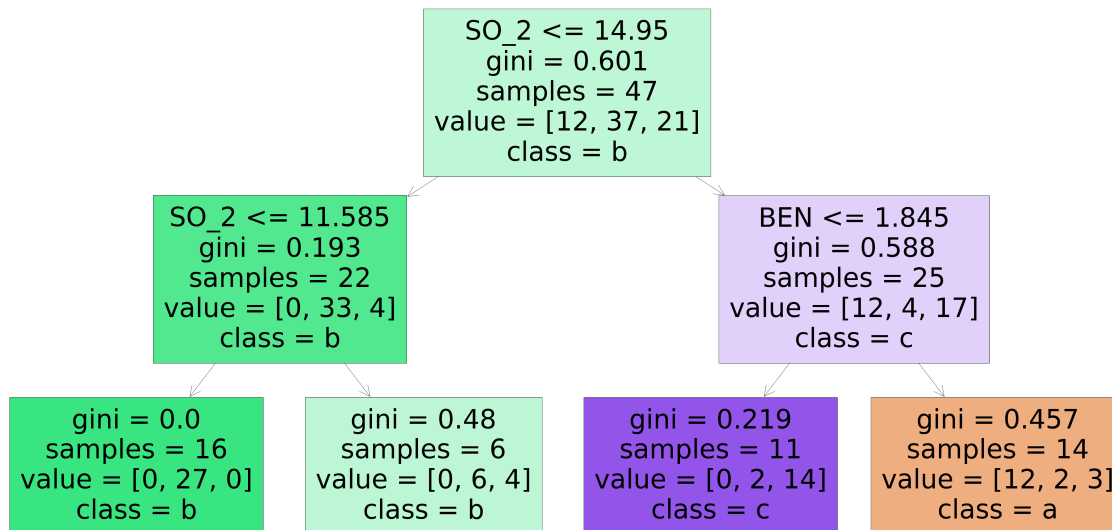 SO_2 <= 14.95
gini = 0.601
samples = 47
value = [12, 37, 21]
class = b
SO_2 <= 11.585
gini = 0.193
samples = 22
value = [0, 33, 4]
class = b
BEN <= 1.845
gini = 0.588
samples = 25
value = [12, 4, 17]
class = c
gini = 0.0
samples = 16
value = [0, 27, 0]
class = b
gini = 0.48
samples = 6
value = [0, 6, 4]
class = b
gini = 0.219
samples = 11
value = [0, 2, 14]
class = c
gini = 0.457
samples = 14
value = [12, 2, 3]
class = a